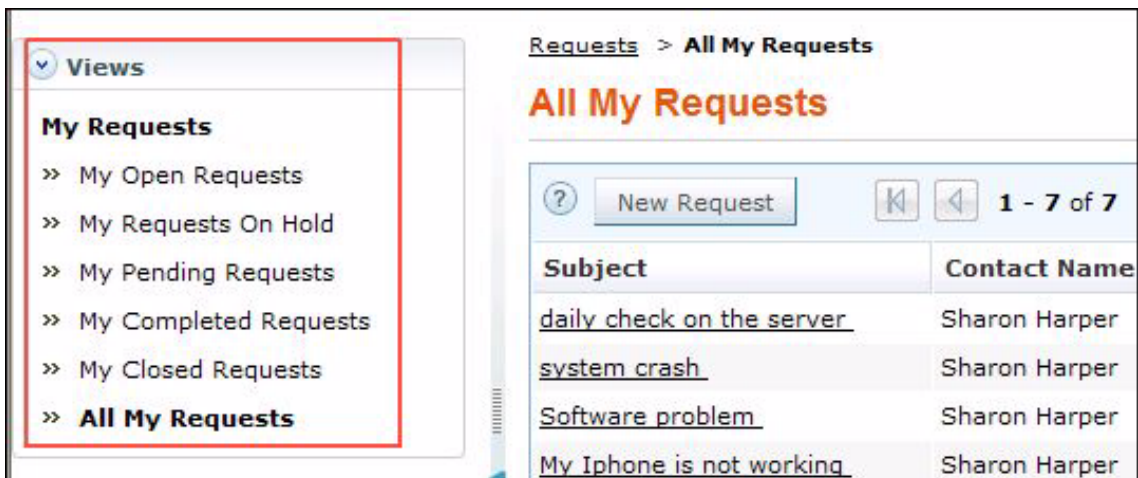 Views
My Requests
» My Open Requests
» My Requests On Hold
» My Pending Requests
» My Completed Requests
» My Closed Requests
» All My Requests
Requests > All My Requests
All My Requests
? New Request 1 - 7 of 7
Subject Contact Name
daily check on the server Sharon Harper
system crash Sharon Harper
Software problem Sharon Harper
My Iphone is not working Sharon Harper